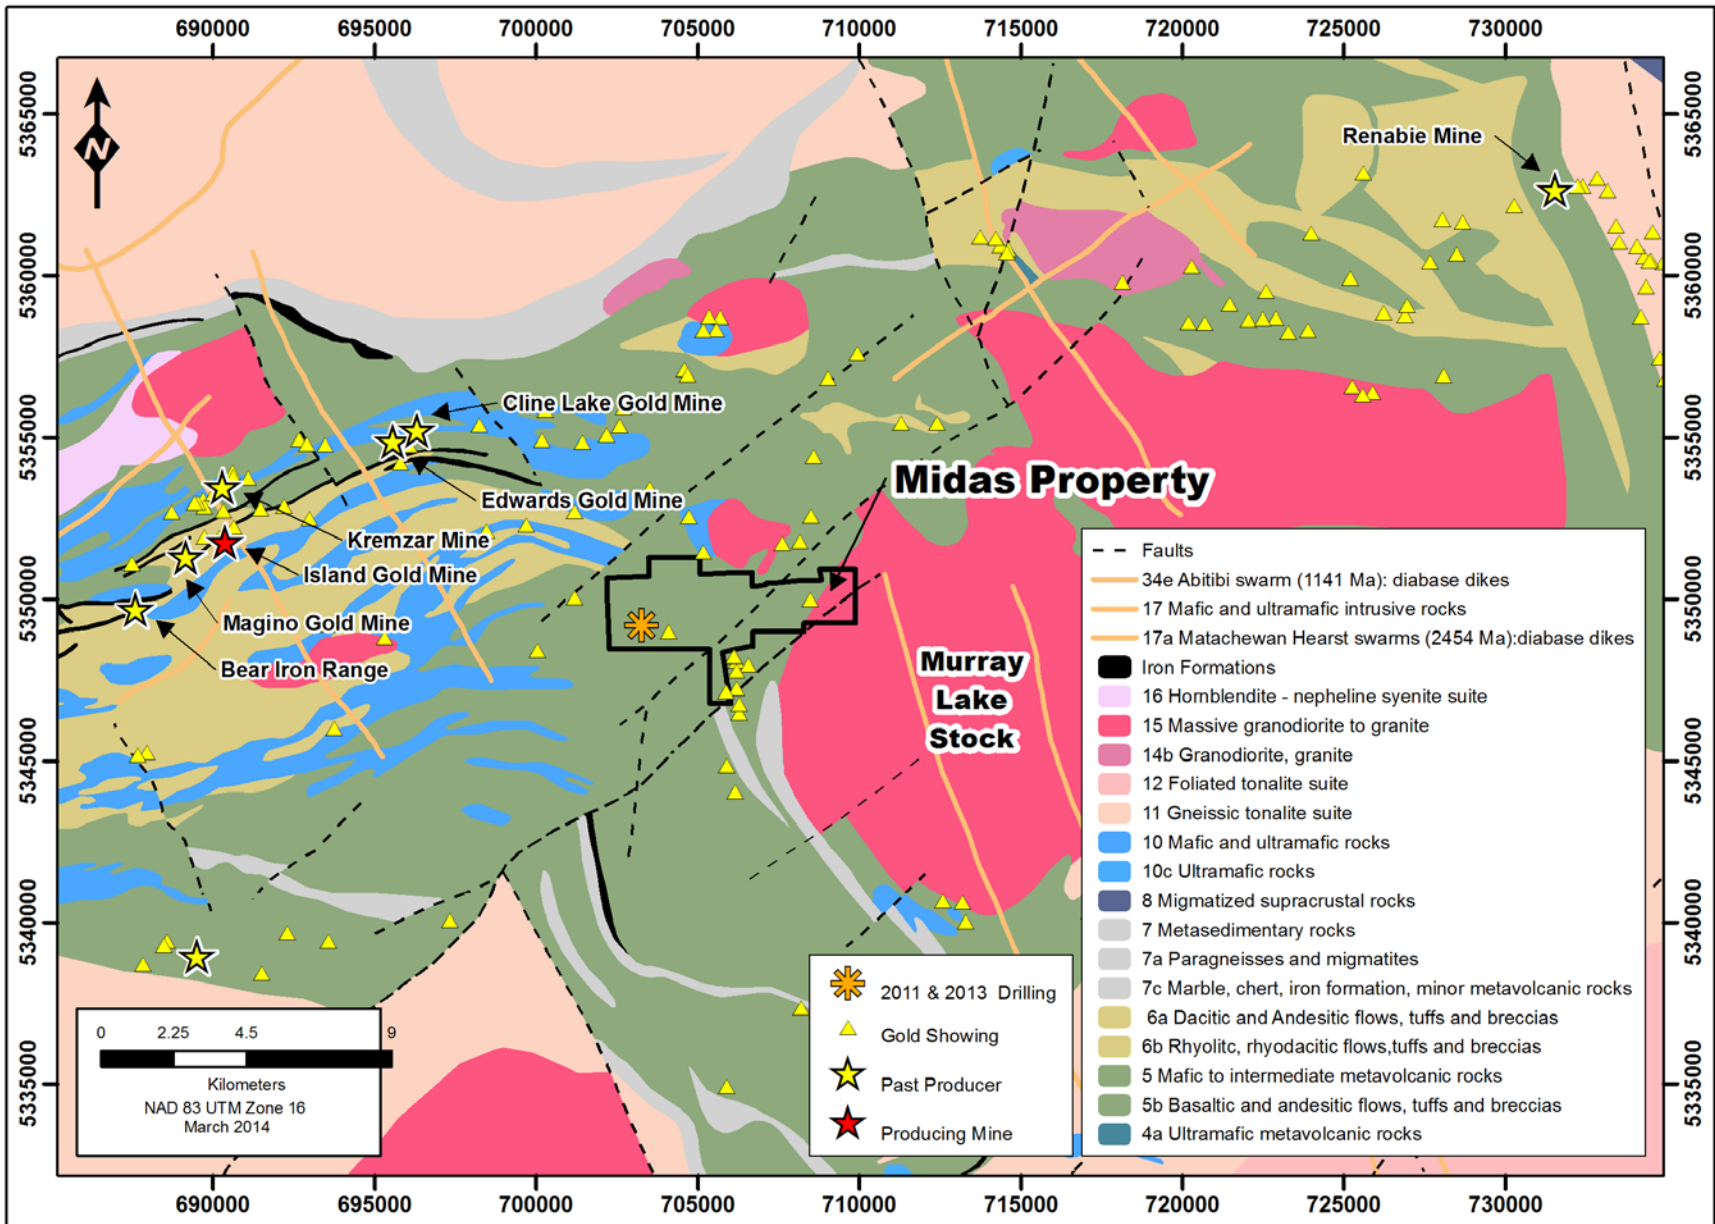 690000 695000 700000 705000 710000 715000 720000 725000 730000
5365000
5365000
N
Renabie Mine
5360000
5360000
Cline Lake Gold Mine
5355000
5355000
Midas Property
Edwards Gold Mine
Kremzar Mine
Island Gold Mine
5350000
5350000
Magino Gold Mine
Bear Iron Range
Murray
Lake
Stock
5345000
5345000
5340000
5340000
5335000
5335000
Faults
34e Abitibi swarm (1141 Ma): diabase dikes
17 Mafic and ultramafic intrusive rocks
17a Matachewan Hearst swarms (2454 Ma):diabase dikes
Iron Formations
16 Hornblendite - nepheline syenite suite
15 Massive granodiorite to granite
14b Granodiorite, granite
12 Foliated tonalite suite
11 Gneissic tonalite suite
10 Mafic and ultramafic rocks
10c Ultramafic rocks
8 Migmatized supracrustal rocks
7 Metasedimentary rocks
7a Paragneisses and migmatites
7c Marble, chert, iron formation, minor metavolcanic rocks
6a Dacitic and Andesitic flows, tuffs and breccias
6b Rhyolitc, rhyodacitic flows,tuffs and breccias
5 Mafic to intermediate metavolcanic rocks
5b Basaltic and andesitic flows, tuffs and breccias
4a Ultramafic metavolcanic rocks
2011 & 2013 Drilling
Gold Showing
Past Producer
Producing Mine
0 2.25 4.5 9
Kilometers
NAD 83 UTM Zone 16
March 2014
690000 695000 700000 705000 710000 715000 720000 725000 730000